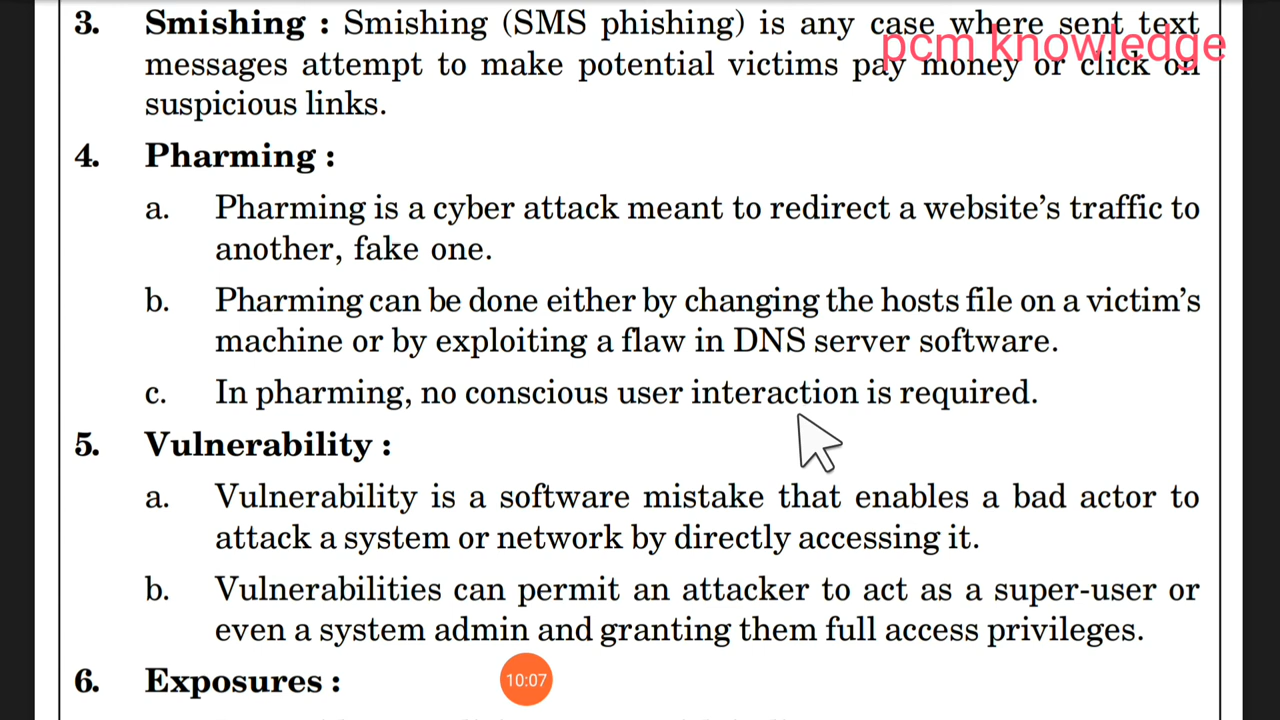 3. Smishing : Smishing (SMS phishing) is any case where sent text
pcm knowledge
messages attempt to make potential victims pay money or click on
suspicious links.
4. Pharming :
a. Pharming is a cyber attack meant to redirect a website’s traffic to
another, fake one.
b. Pharming can be done either by changing the hosts file on a victim’s
machine or by exploiting a flaw in DNS server software.
c. In pharming, no conscious user interaction is required.
5. Vulnerability :
a. Vulnerability is a software mistake that enables a bad actor to
attack a system or network by directly accessing it.
b. Vulnerabilities can permit an attacker to act as a super-user or
even a system admin and granting them full access privileges.
6. Exposures :
10:07